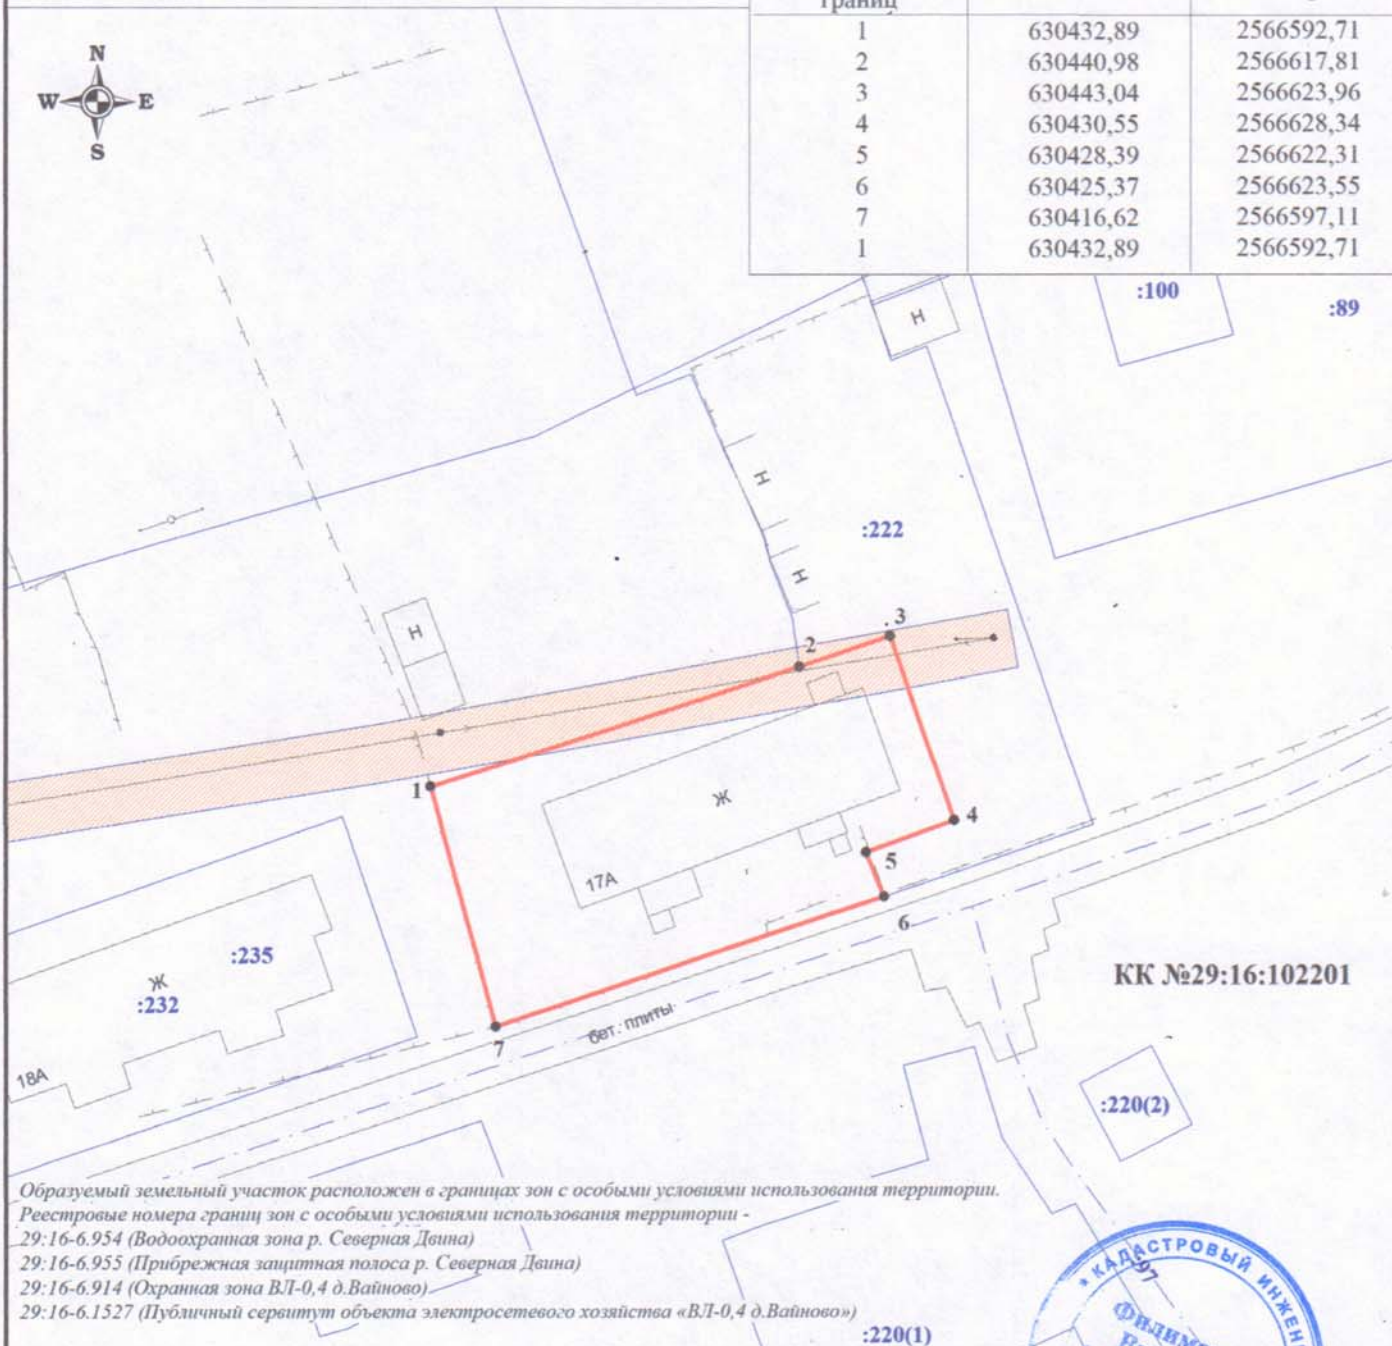 границ
1 630432,89 2566592,71
2 630440,98 2566617,81
3 630443,04 2566623,96
4 630430,55 2566628,34
5 630428,39 2566622,31
6 630425,37 2566623,55
7 630416,62 2566597,11
1 630432,89 2566592,71
N
W E
S
:100
:89
Н
Н
:222
Н
Н
3
2
1
Ж
4
5
17А
6
:235
Ж
:232
КК №29:16:102201
7
бет. плиты
18А
:220(2)
Образуемый земельный участок расположен в границах зон с особыми условиями использования территории.
Реестровые номера границ зон с особыми условиями использования территории -
29:16-6.954 (Водоохранная зона р. Северная Двина)
29:16-6.955 (Прибрежная защитная полоса р. Северная Двина)
29:16-6.914 (Охранная зона ВЛ-0,4 д.Вайново)
29:16-6.1527 (Публичный сервитут объекта электросетевого хозяйства «ВЛ-0,4 д.Вайново»)
:220(1)
* КАДАСТРОВЫЙ ИНЖЕН
:97
Филим